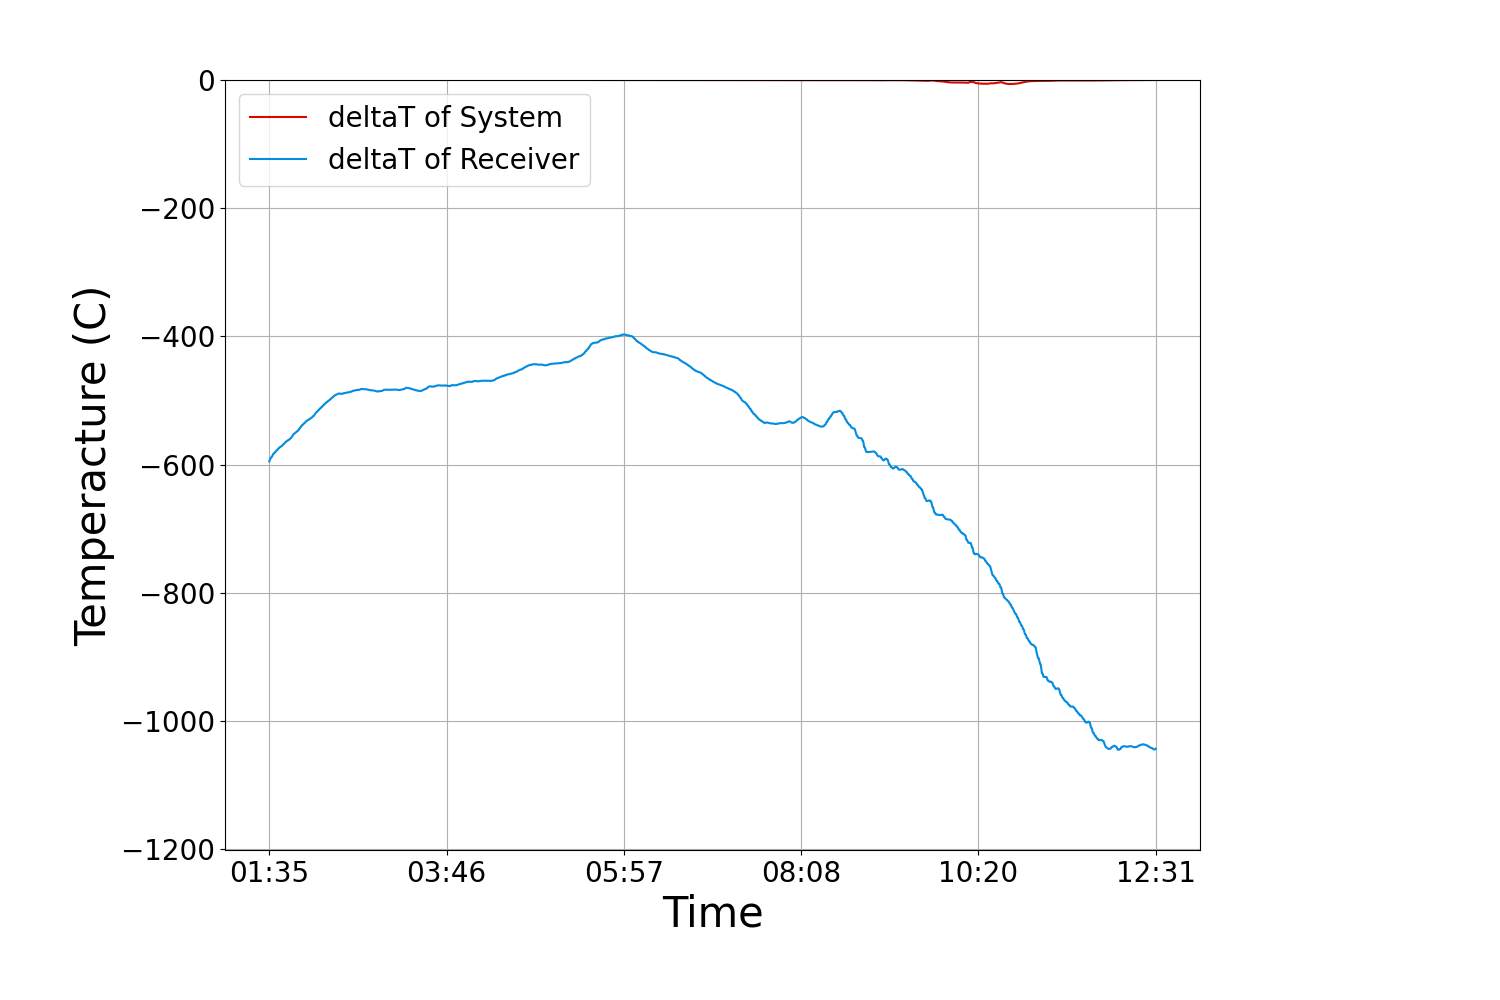 0
deltaT of System
deltaT of Receiver
−200
−400
−600
−800
−1000
−1200
Temperacture (C)
01:35 03:46 05:57 08:08 10:20 12:31
Time